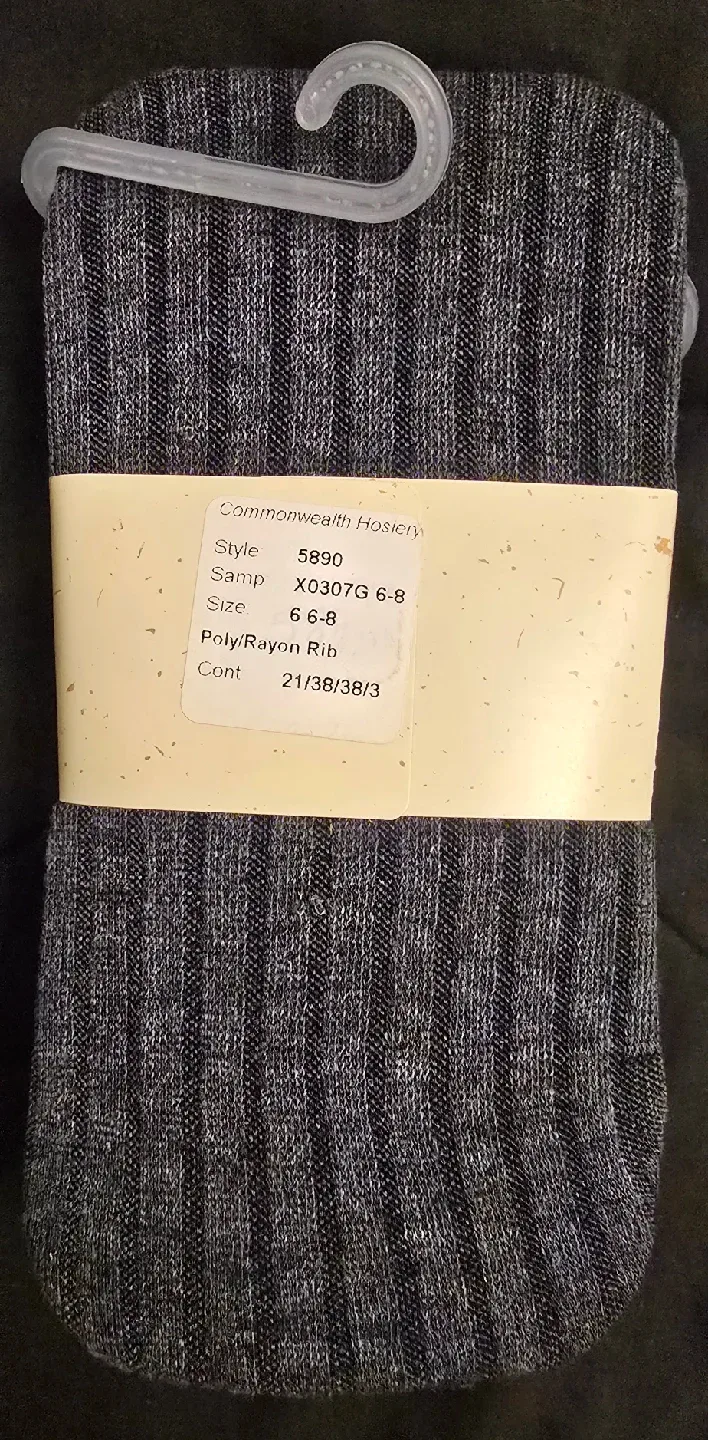 Commonwealth Hosiery
Style 5890
Samp X0307G 6-8
Size 6 6-8
Poly/Rayon Rib
Cont 21/38/38/3